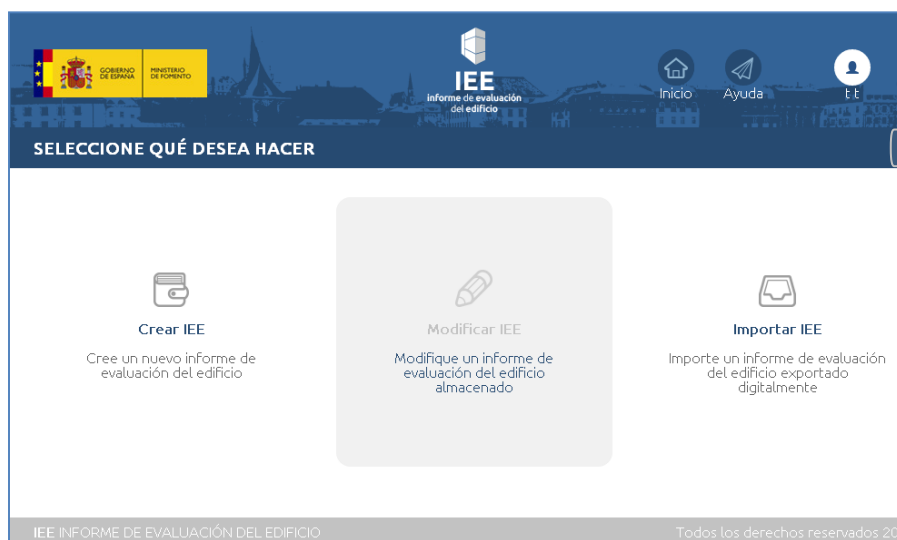 GOBIERNO
DE ESPAÑA
MINISTERIO
DE FOMENTO
IEE
informe de evaluación
del edificio
Inicio
Ayuda
t t
SELECCIONE QUÉ DESEA HACER
Crear IEE
Cree un nuevo informe de
evaluación del edificio
Modificar IEE
Modifique un informe de
evaluación del edificio
almacenado
Importar IEE
Importe un informe de evaluación
del edificio exportado
digitalmente
IEE INFORME DE EVALUACIÓN DEL EDIFICIO
Todos los derechos reservados 20